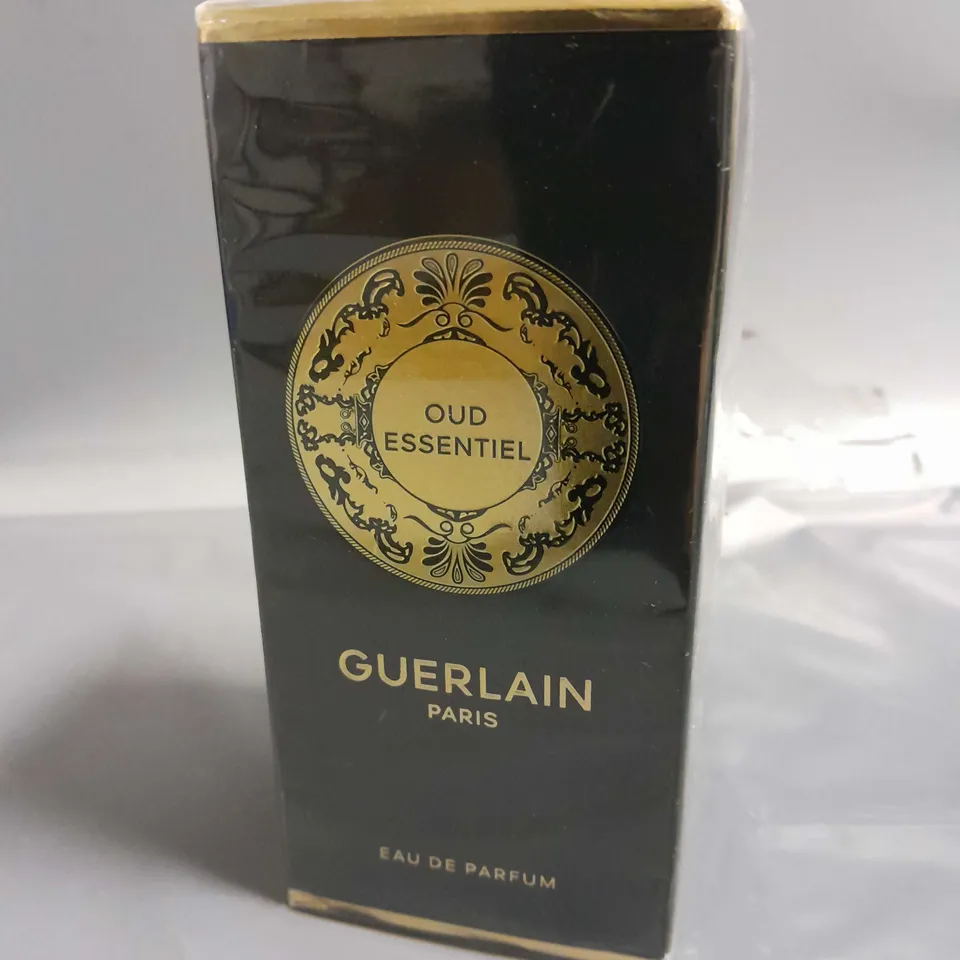 OUD
ESSENTIEL
GUERLAIN
PARIS
EAU DE PARFUM